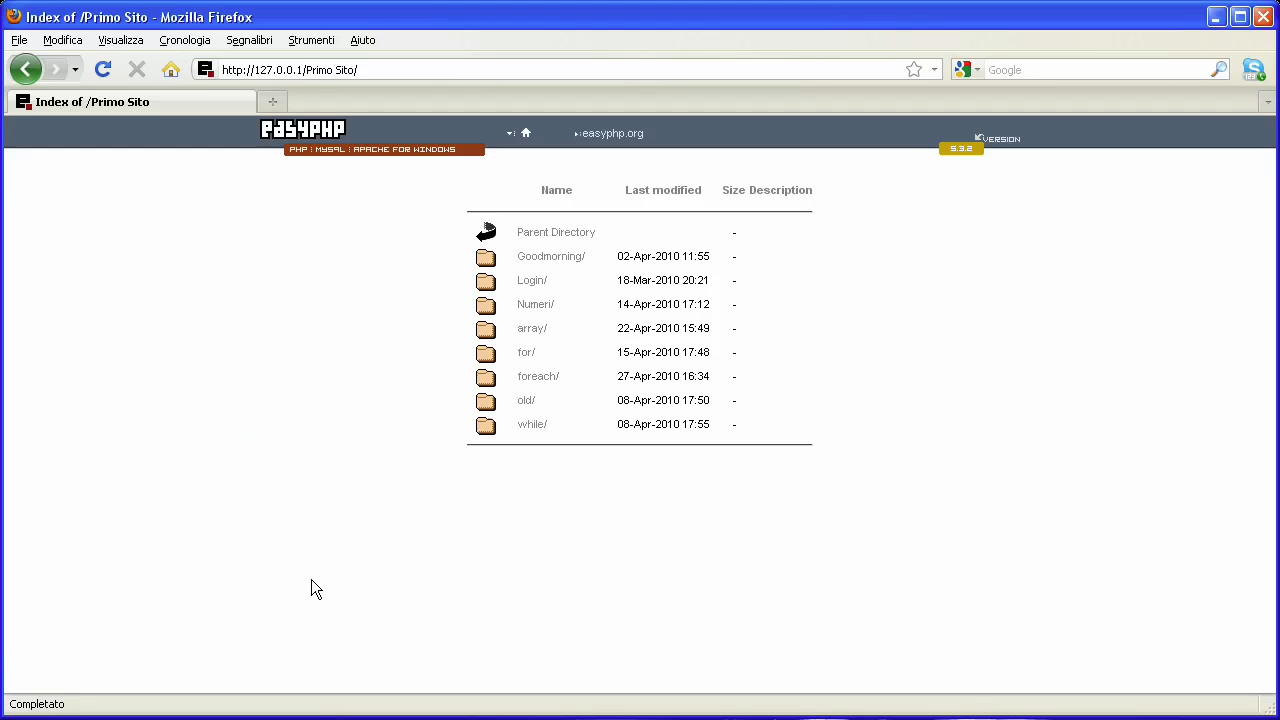 Index of /Primo Sito - Mozilla Firefox
File Modifica Visualizza Cronologia Segnalibri Strumenti Aiuto
http://127.0.0.1/Primo Sito/ Google
Index of /Primo Sito
easyPHP easyphp.org VERSION
PHP : MYSQL : APACHE FOR WINDOWS 5.3.2
Name Last modified Size Description
Parent Directory -
Goodmorning/ 02-Apr-2010 11:55 -
Login/ 18-Mar-2010 20:21 -
Numeri/ 14-Apr-2010 17:12 -
array/ 22-Apr-2010 15:49 -
for/ 15-Apr-2010 17:48 -
foreach/ 27-Apr-2010 16:34 -
old/ 08-Apr-2010 17:50 -
while/ 08-Apr-2010 17:55 -
Completato